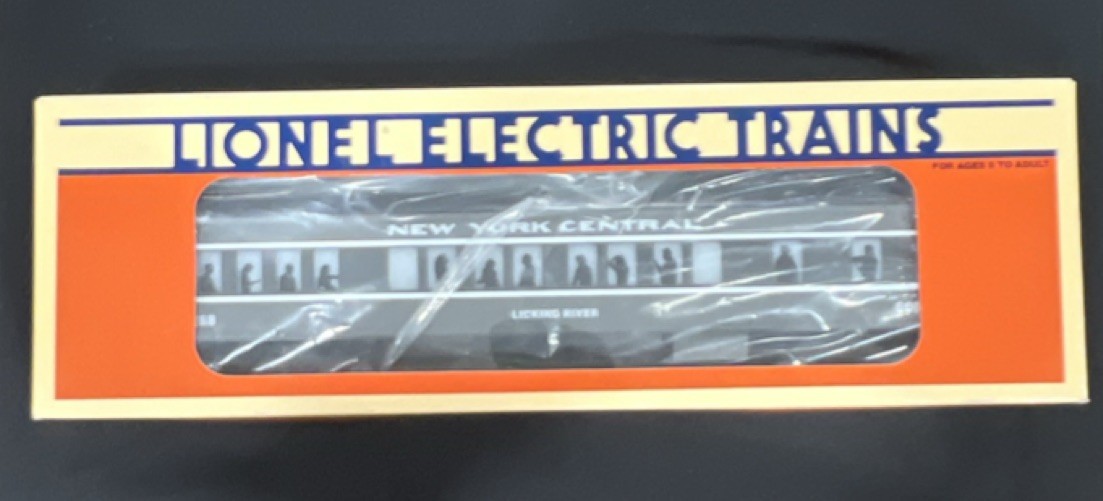 LIONEL ELECTRIC TRAINS
FOR AGES 8 TO ADULT
NEW YORK CENTRAL
LICKING RIVER